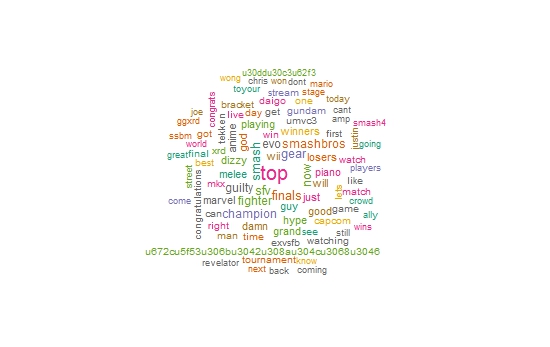 u30ddu30c3u62f3
wong chris won dont mario
toyour stream stage
congrats bracket daigo one today
joe live day get gundam cant
ggxrd tekken playing umvc3 amp smash4
ssbm got anime god win winners first justin
world xrd evo smashbros going
great final dizzy smash wii gear losers watch
best melee top now piano players
street mkx guilty sfv finals just will like
marvel fighter lets match
come congratulations can champion guy good game crowd
right damn hype capcom ally
man time grand see still wins
exvsfb watching
u672cu5f53u306bu3042u308au304cu3068u3046
revelator tournament know
next back coming